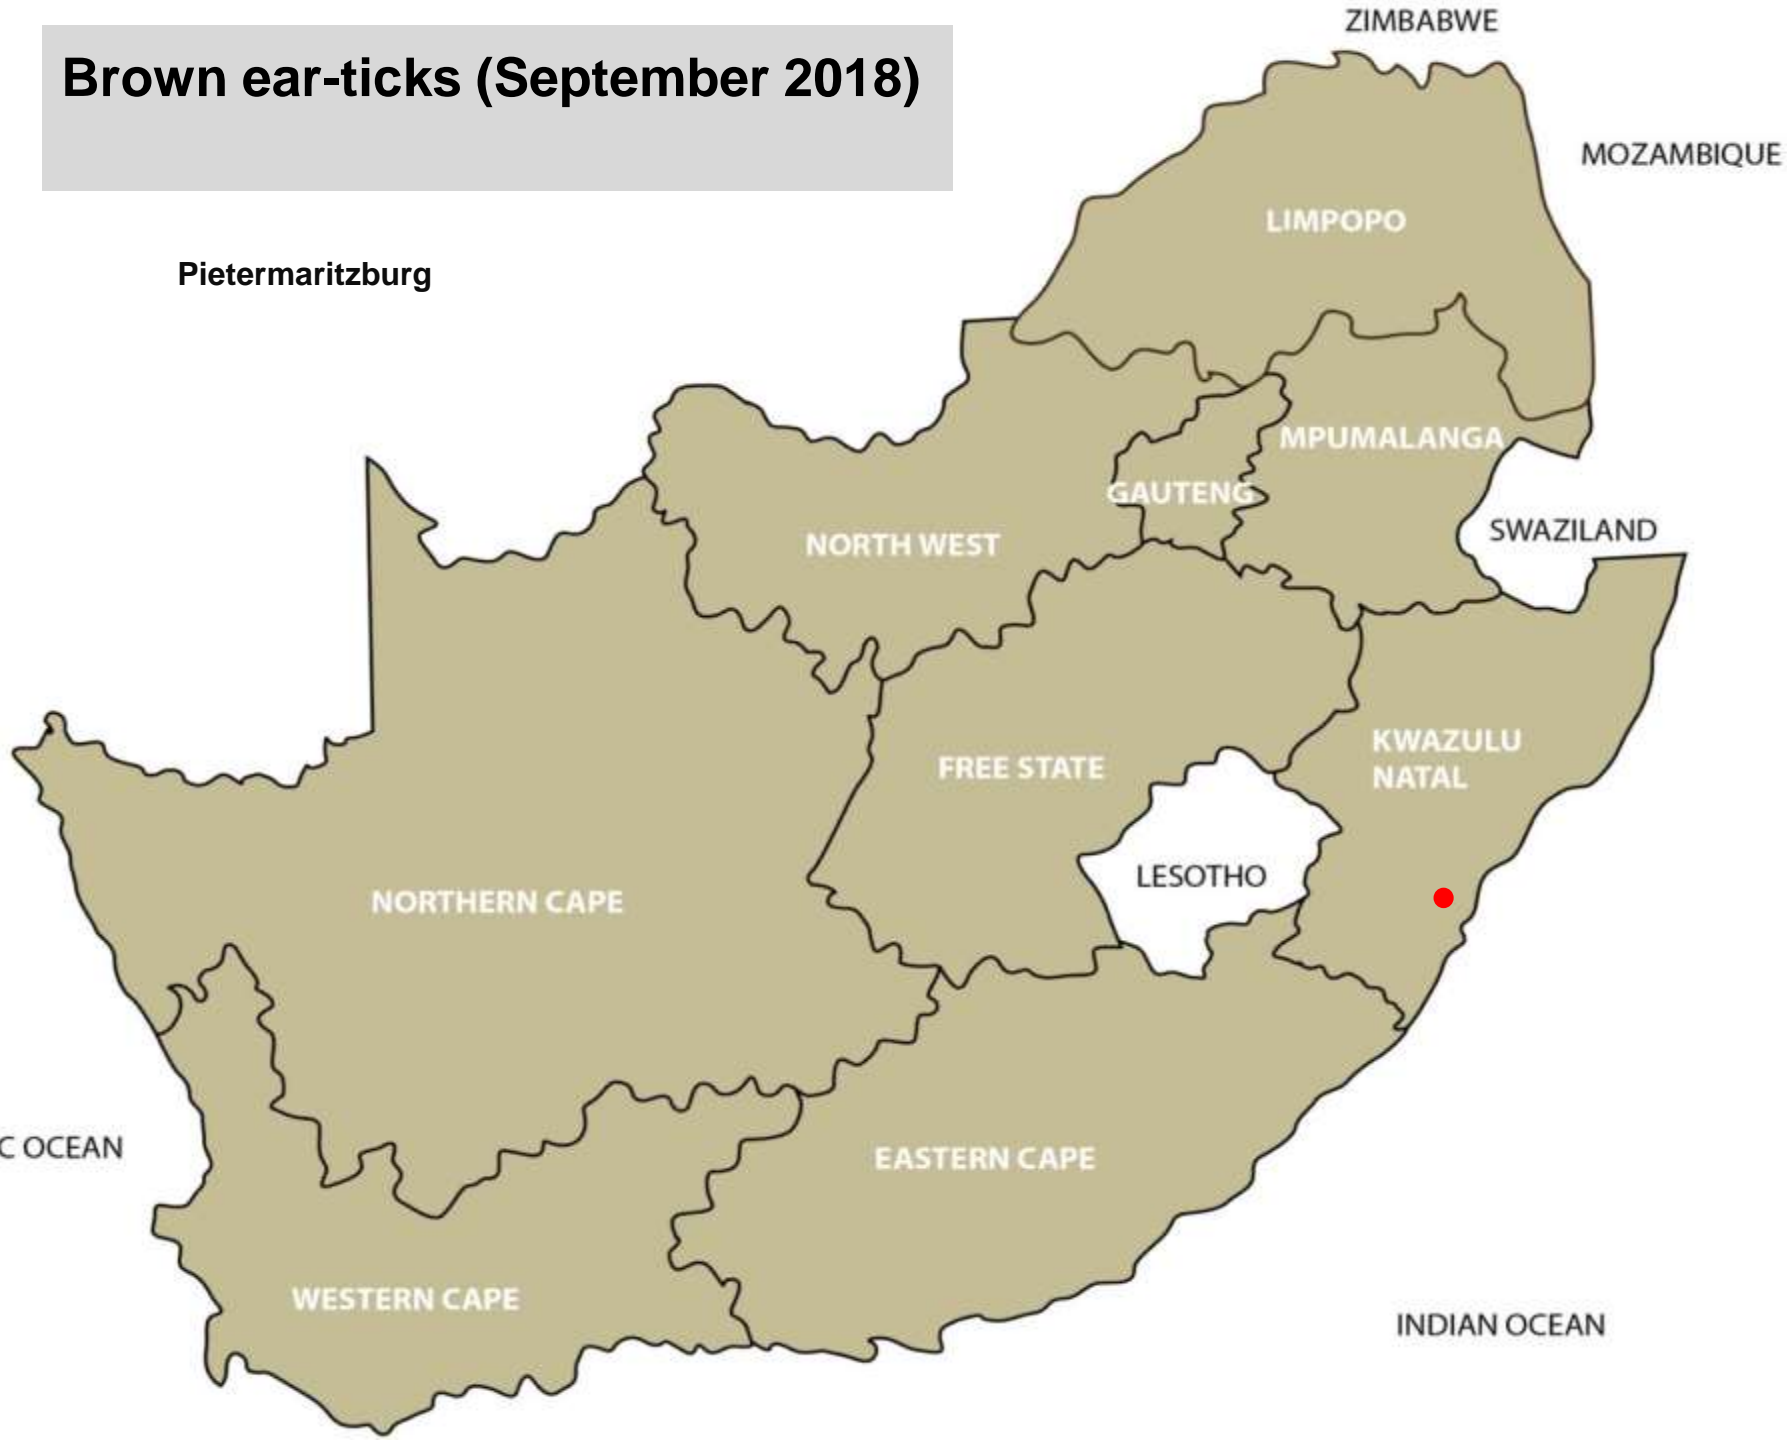 Brown ear-ticks (September 2018)
Pietermaritzburg
ZIMBABWE
MOZAMBIQUE
LIMPOPO
MPUMALANGA
GAUTENG
SWAZILAND
NORTH WEST
KWAZULU
NATAL
FREE STATE
LESOTHO
NORTHERN CAPE
C OCEAN
EASTERN CAPE
WESTERN CAPE
INDIAN OCEAN